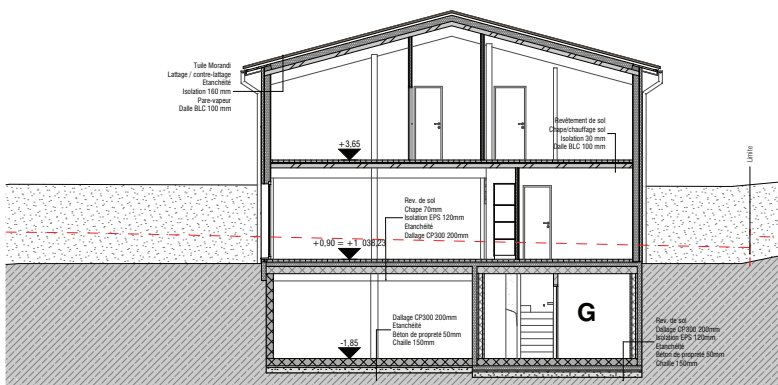 Tuile Morandi
Lattage / contre-lattage
Etanchéité
Isolation 160 mm
Pare-vapeur
Dalle BLC 100 mm
Revêtement de sol
Chape/chauffage sol
Isolation 30 mm
Dalle BLC 100 mm
+3,65
Limite
Rev. de sol
Chape 70mm
Isolation EPS 120mm
Etanchéité
Dallage CP300 200mm
+0,90 = +1 038,23
G
Dallage CP300 200mm
Etanchéité
Béton de propreté 50mm
Chaille 150mm
-1,85
Rev. de sol
Dallage CP300 200mm
Isolation EPS 120mm
Etanchéité
Béton de propreté 50mm
Chaille 150mm